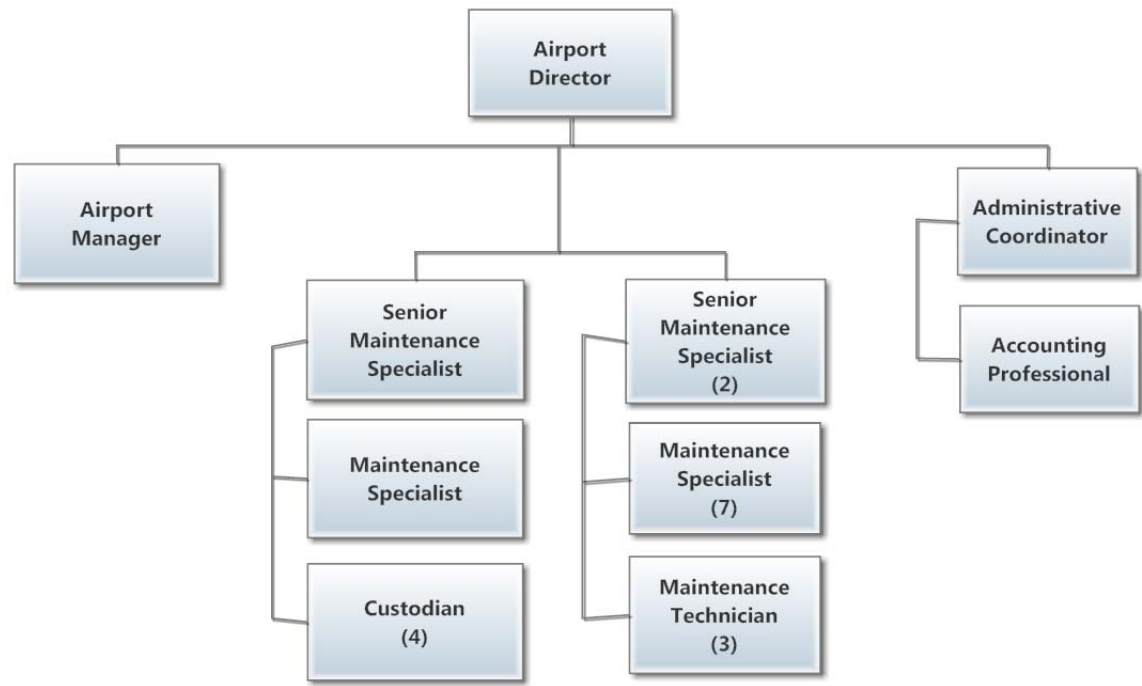 Airport
Director
Airport
Manager
Administrative
Coordinator
Senior
Maintenance
Specialist
Senior
Maintenance
Specialist
(2)
Accounting
Professional
Maintenance
Specialist
Maintenance
Specialist
(7)
Custodian
(4)
Maintenance
Technician
(3)